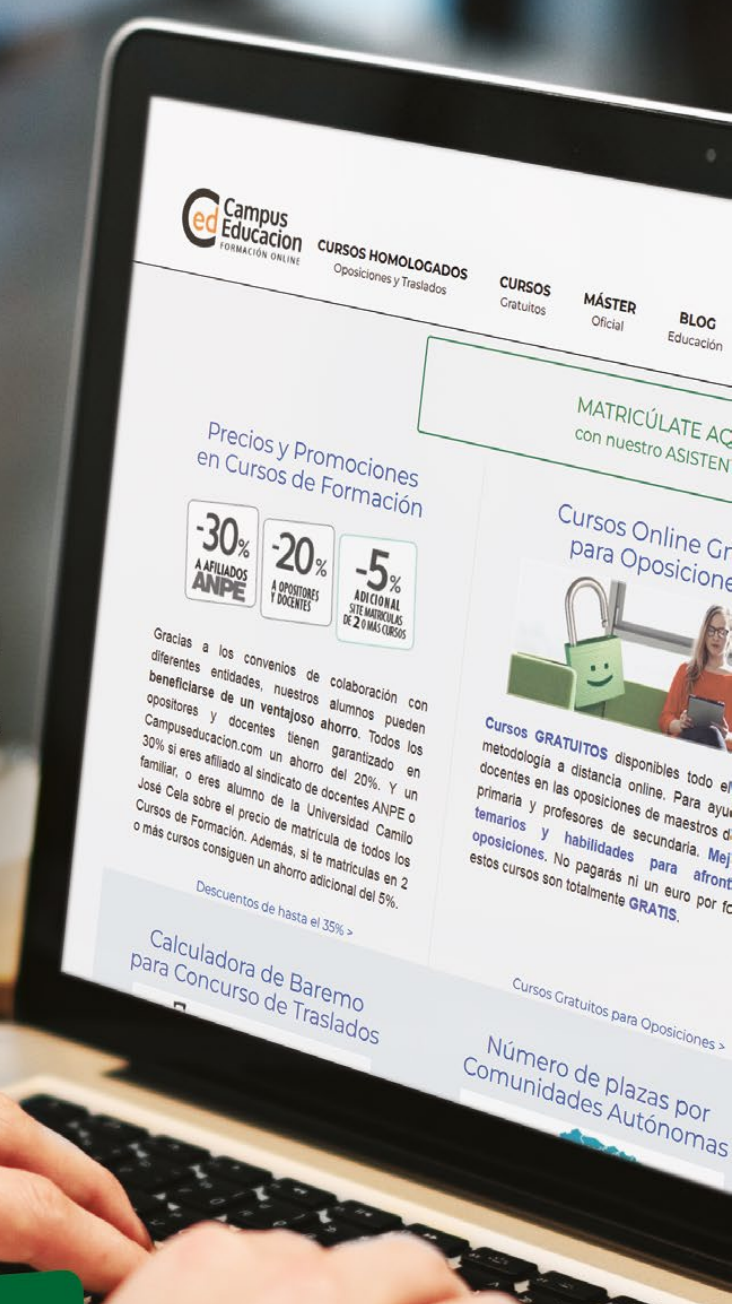 ed
Campus
Educacion
FORMACIÓN ONLINE
CURSOS HOMOLOGADOS
Oposiciones y Traslados
CURSOS
Gratuitos
MÁSTER
Oficial
BLOG
Educación
MATRICÚLATE AQ
con nuestro ASISTEN
Precios y Promociones
en Cursos de Formación
-30%
A AFILIADOS
ANPE
-20%
A OPOSITORES
Y DOCENTES
-5%
ADICIONAL
SI TE MATRICULAS
DE 2 O MÁS CURSOS
Gracias a los convenios de colaboración con
diferentes entidades, nuestros alumnos pueden
beneficiarse de un ventajoso ahorro. Todos los
opositores y docentes tienen garantizado en
Campuseducacion.com un ahorro del 20%. Y un
30% si eres afiliado al sindicato de docentes ANPE o
familiar, o eres alumno de la Universidad Camilo
José Cela sobre el precio de matrícula de todos los
Cursos de Formación. Además, si te matriculas en 2
o más cursos consiguen un ahorro adicional del 5%.
Descuentos de hasta el 35% >
Cursos Online Gr
para Oposicione
Cursos GRATUITOS disponibles todo el
metodología a distancia online. Para ayu
docentes en las oposiciones de maestros d
primaria y profesores de secundaria. Mej
temarios y habilidades para afront
oposiciones. No pagarás ni un euro por fo
estos cursos son totalmente GRATIS.
Cursos Gratuitos para Oposiciones >
Calculadora de Baremo
para Concurso de Traslados
Número de plazas por
Comunidades Autónomas